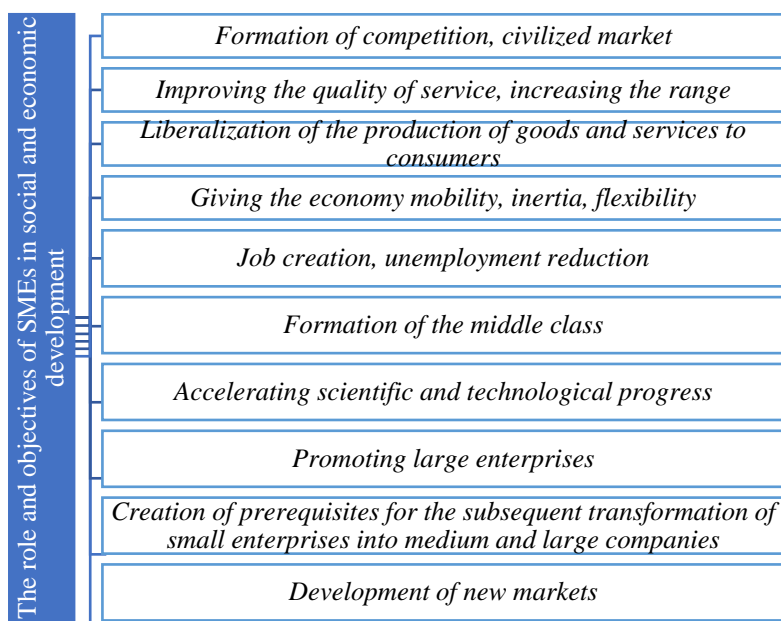 The role and objectives of SMEs in social and economic
development
Formation of competition, civilized market
Improving the quality of service, increasing the range
Liberalization of the production of goods and services to
consumers
Giving the economy mobility, inertia, flexibility
Job creation, unemployment reduction
Formation of the middle class
Accelerating scientific and technological progress
Promoting large enterprises
Creation of prerequisites for the subsequent transformation of
small enterprises into medium and large companies
Development of new markets